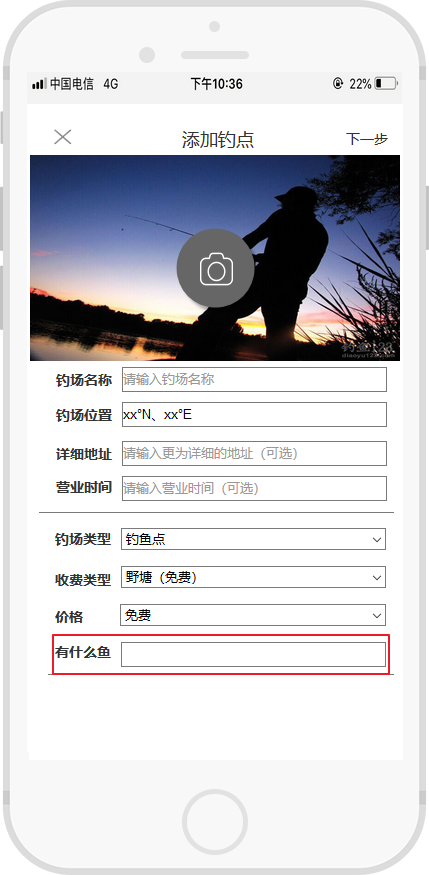 中国电信 4G 下午10:36 22%
添加钓点 下一步
钓场名称 请输入钓场名称
钓场位置 xx°N、xx°E
详细地址 请输入更为详细的地址（可选）
营业时间 请输入营业时间（可选）
钓场类型 钓鱼点
收费类型 野塘（免费）
价格 免费
有什么鱼